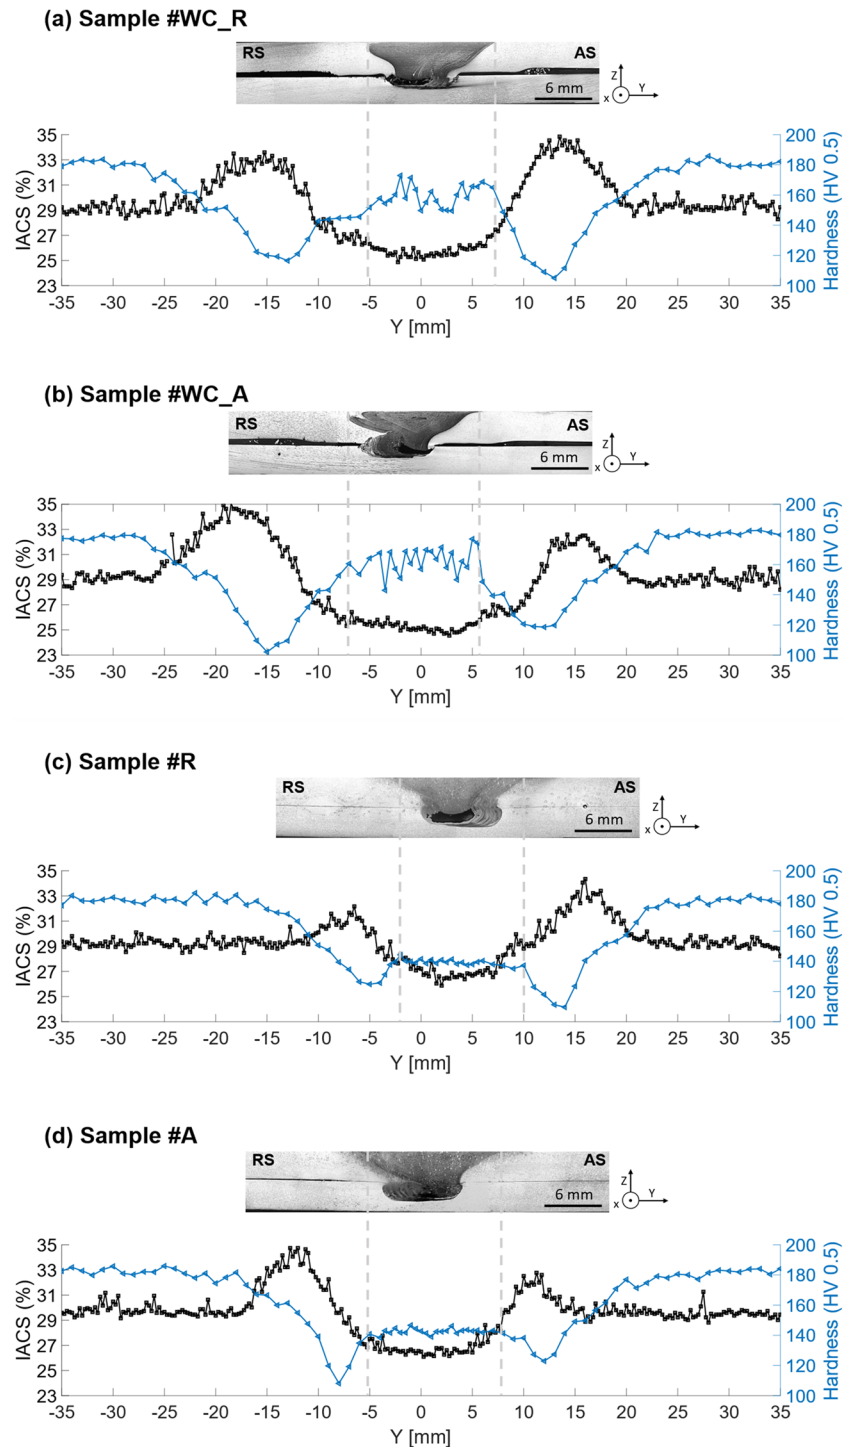 (a) Sample #WC_R
RS AS
6 mm
Z
Y
x
35 200
33 180
31 160
29 140
27 120
25 100
23
IACS (%)
Hardness (HV 0.5)
-35 -30 -25 -20 -15 -10 -5 0 5 10 15 20 25 30 35
Y [mm]
(b) Sample #WC_A
RS AS
6 mm
Z
Y
x
35 200
33 180
31 160
29 140
27 120
25 100
23
IACS (%)
Hardness (HV 0.5)
-35 -30 -25 -20 -15 -10 -5 0 5 10 15 20 25 30 35
Y [mm]
(c) Sample #R
RS AS
6 mm
Z
Y
x
35 200
33 180
31 160
29 140
27 120
25 100
23
IACS (%)
Hardness (HV 0.5)
-35 -30 -25 -20 -15 -10 -5 0 5 10 15 20 25 30 35
Y [mm]
(d) Sample #A
RS AS
6 mm
Z
Y
x
35 200
33 180
31 160
29 140
27 120
25 100
23
IACS (%)
Hardness (HV 0.5)
-35 -30 -25 -20 -15 -10 -5 0 5 10 15 20 25 30 35
Y [mm]